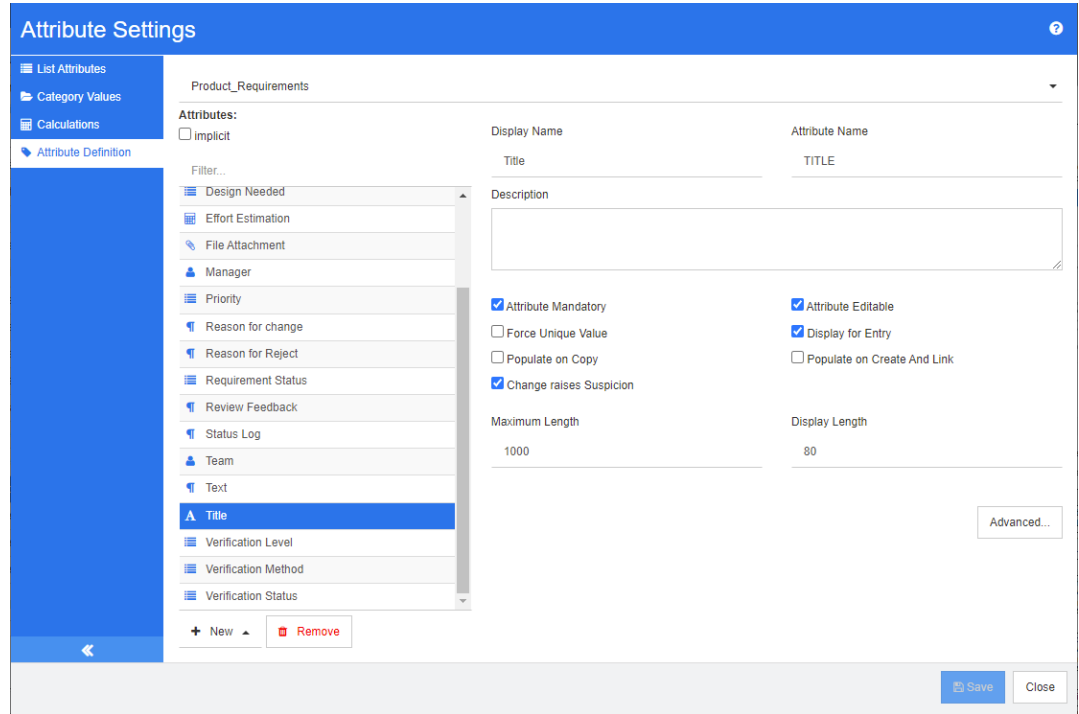 Attribute Settings
List Attributes
Category Values
Calculations
Attribute Definition
Product_Requirements
Attributes:
implicit
Filter...
Design Needed
Effort Estimation
File Attachment
Manager
Priority
Reason for change
Reason for Reject
Requirement Status
Review Feedback
Status Log
Team
Text
A Title
Verification Level
Verification Method
Verification Status
+ New
Remove
Display Name
Attribute Name
Title
TITLE
Description
Attribute Mandatory
Attribute Editable
Force Unique Value
Display for Entry
Populate on Copy
Populate on Create And Link
Change raises Suspicion
Maximum Length
Display Length
1000
80
Advanced...
Save
Close